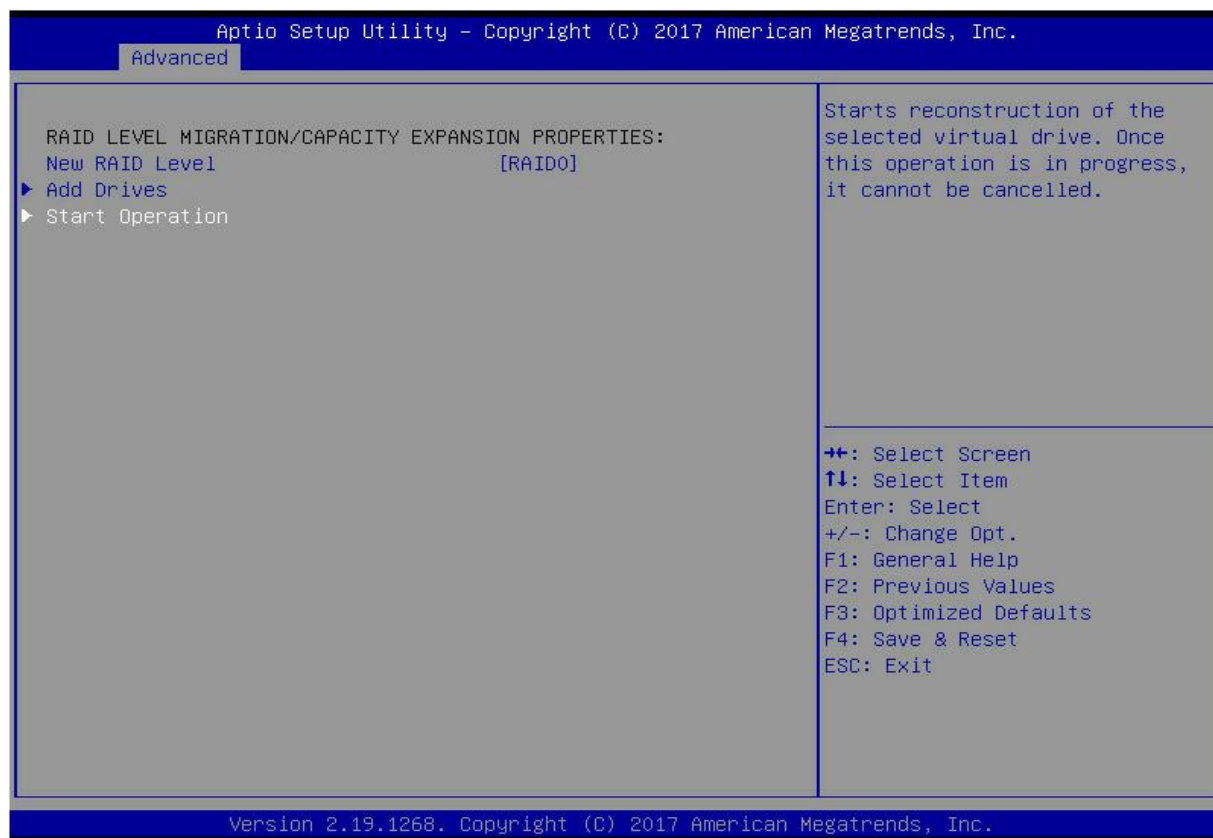 Aptio Setup Utility – Copyright (C) 2017 American Megatrends, Inc.
Advanced
RAID LEVEL MIGRATION/CAPACITY EXPANSION PROPERTIES:
New RAID Level [RAID0]
▶ Add Drives
▶ Start Operation
Starts reconstruction of the
selected virtual drive. Once
this operation is in progress,
it cannot be cancelled.
→←: Select Screen
↑↓: Select Item
Enter: Select
+/-: Change Opt.
F1: General Help
F2: Previous Values
F3: Optimized Defaults
F4: Save & Reset
ESC: Exit
Version 2.19.1268. Copyright (C) 2017 American Megatrends, Inc.